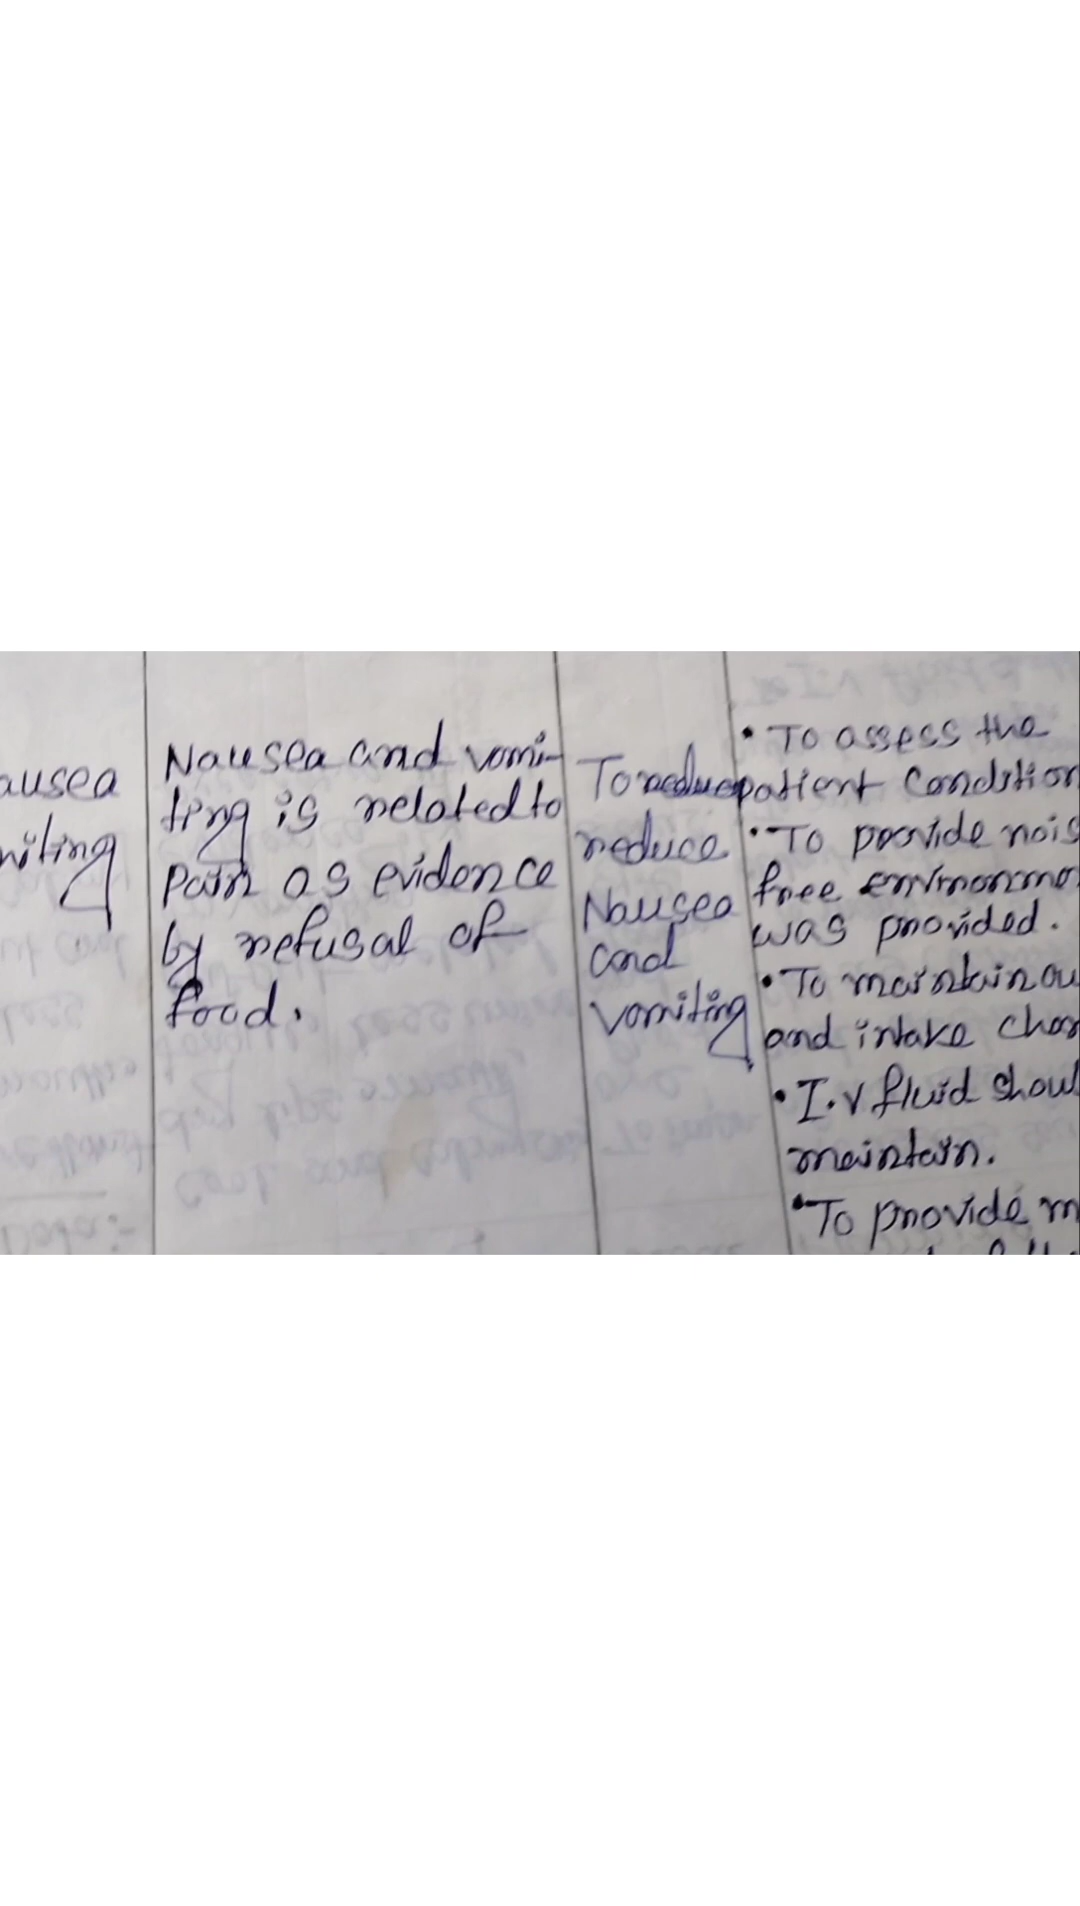 ausea
miting
Nausea and vomi-
ting is related to
Pain as evidence
by refusal of
food.
To
reduce
Nausea
and
vomiting
• To assess the
patient Condition
• To provide nois
free environme
was provided.
• To maintain ou
and intake char
• I.V fluid shoul
maintain.
• To provide m